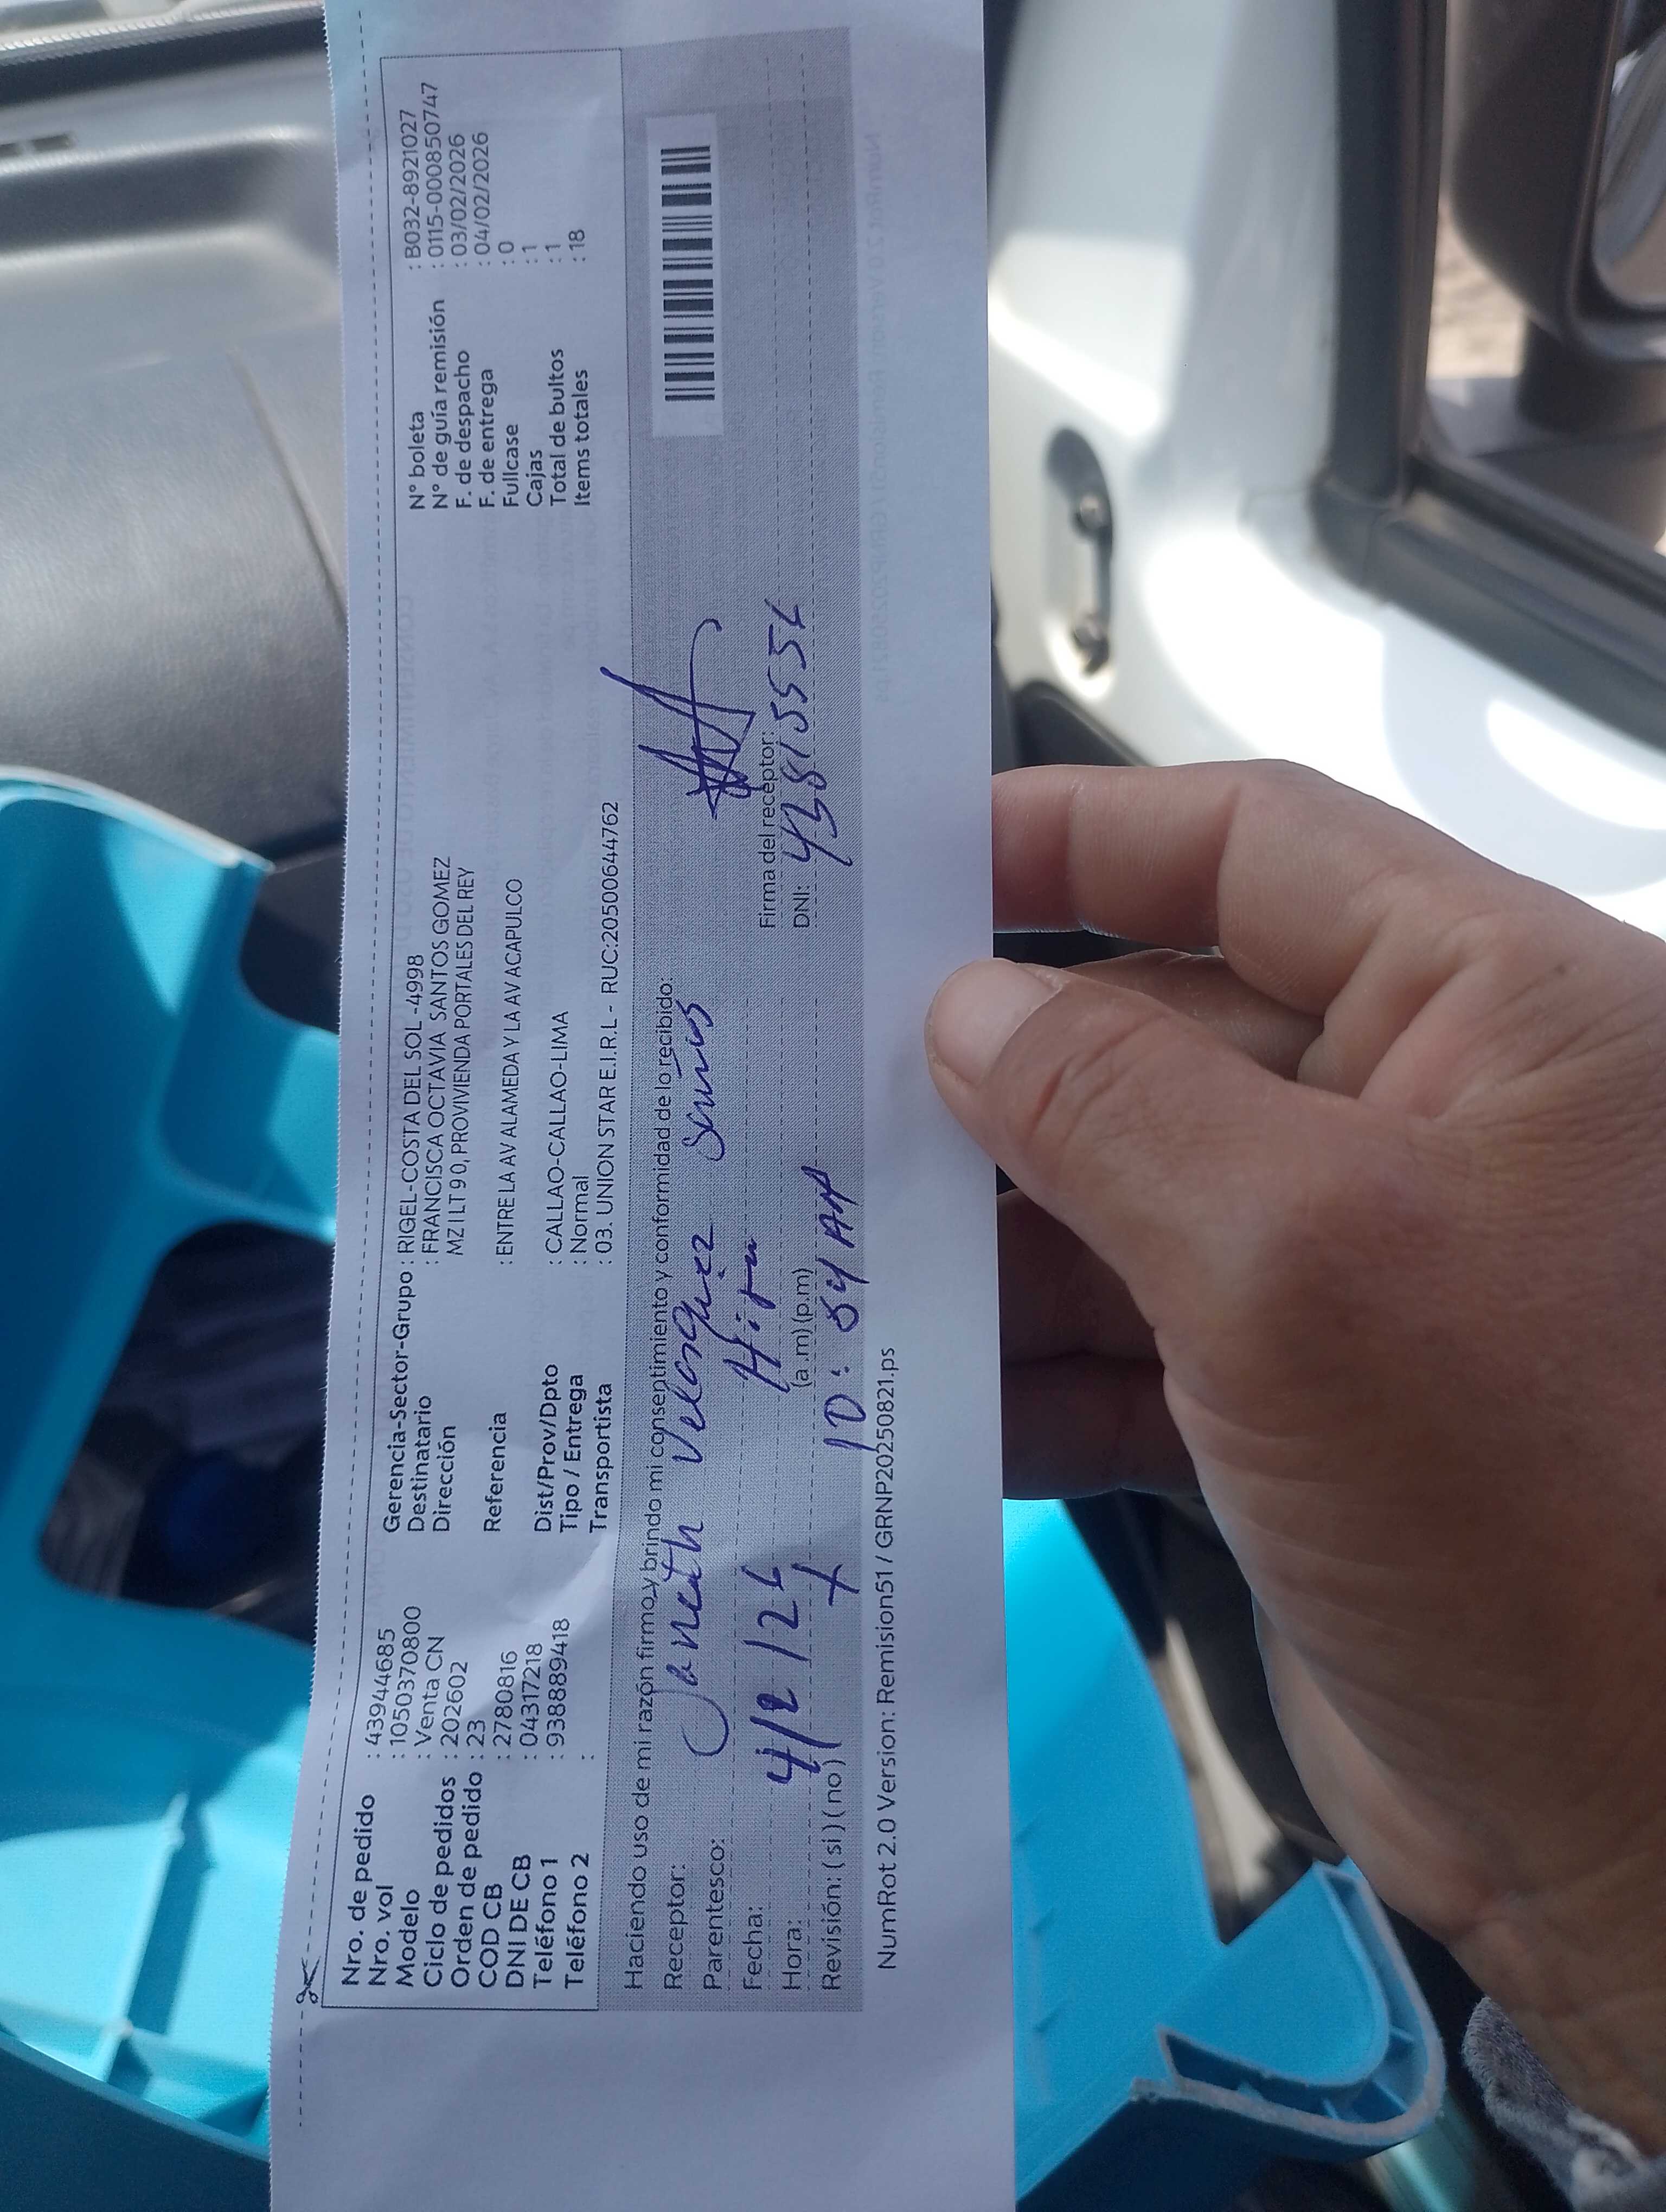 Nro. de pedido : 43944685
Nro. vol : 1050370800
Modelo : Venta CN
Ciclo de pedidos : 202602
Orden de pedido : 23
COD CB : 2780816
DNI DE CB : 04317218
Teléfono 1 : 938889418
Teléfono 2 :
Gerencia-Sector-Grupo : RIGEL-COSTA DEL SOL -4998
Destinatario : FRANCISCA OCTAVIA SANTOS GOMEZ
Dirección MZ I LT 9 0, PROVIVIENDA PORTALES DEL REY
Referencia : ENTRE LA AV ALAMEDA Y LA AV ACAPULCO
Dist/Prov/Dpto : CALLAO-CALLAO-LIMA
Tipo / Entrega : Normal
Transportista : 03. UNION STAR E.I.R.L - RUC:20500644762
N° boleta : B032-8921027
N° de guía remisión : 0115-000850747
F. de despacho : 03/02/2026
F. de entrega : 04/02/2026
Fullcase : 0
Cajas : 1
Total de bultos : 1
Items totales : 18
Haciendo uso de mi razón firmo y brindo mi consentimiento y conformidad de lo recibido:
Receptor: Janeth Velasquez
Parentesco:
Fecha: 4/2/26
Hora: (a.m) (p.m)
Revisión: ( si ) ( no ) X 10:54 AM
Firma del receptor:
DNI:
NumRot 2.0 Version: Remision51 / GRNP20250821.ps